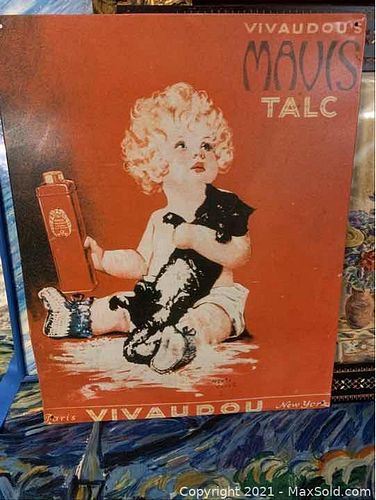 VIVAUDOU'S
MAVIS
TALC
Paris VIVAUDOU New York
Copyright 2021 - MaxSold.com